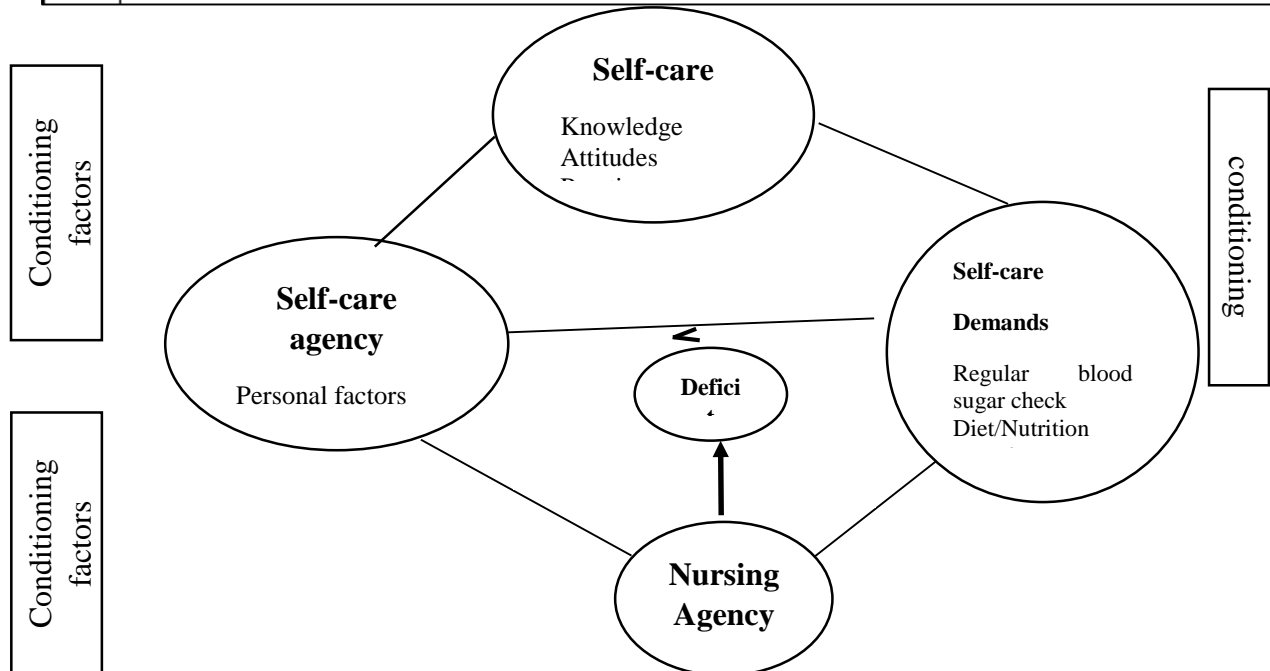 Self-care
Knowledge
Attitudes
Conditioning
factors
conditioning
Self-care
agency
Personal factors
Self-care
Demands
Regular blood
sugar check
Diet/Nutrition
<
Defici
Conditioning
factors
Nursing
Agency